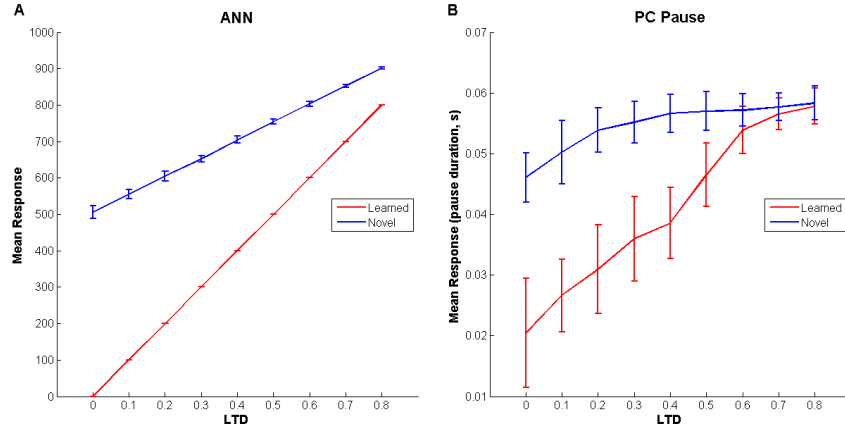 A
ANN
Mean Response
1000
900
800
700
600
500
400
300
200
100
0
0 0.1 0.2 0.3 0.4 0.5 0.6 0.7 0.8
LTD
Learned
Novel
B
PC Pause
Mean Response (pause duration, s)
0.07
0.06
0.05
0.04
0.03
0.02
0.01
0 0.1 0.2 0.3 0.4 0.5 0.6 0.7 0.8
LTD
Learned
Novel